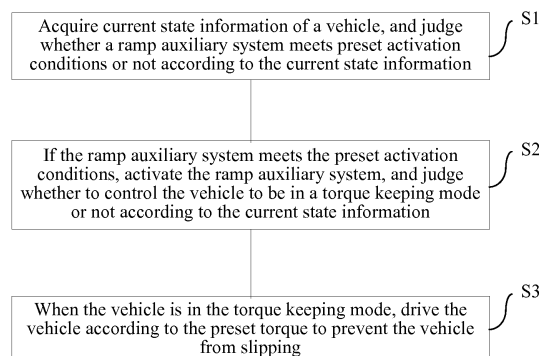 Acquire current state information of a vehicle, and judge
whether a ramp auxiliary system meets preset activation
conditions or not according to the current state information
S1
If the ramp auxiliary system meets the preset activation
conditions, activate the ramp auxiliary system, and judge
whether to control the vehicle to be in a torque keeping mode
or not according to the current state information
S2
When the vehicle is in the torque keeping mode, drive the
vehicle according to the preset torque to prevent the vehicle
from slipping
S3